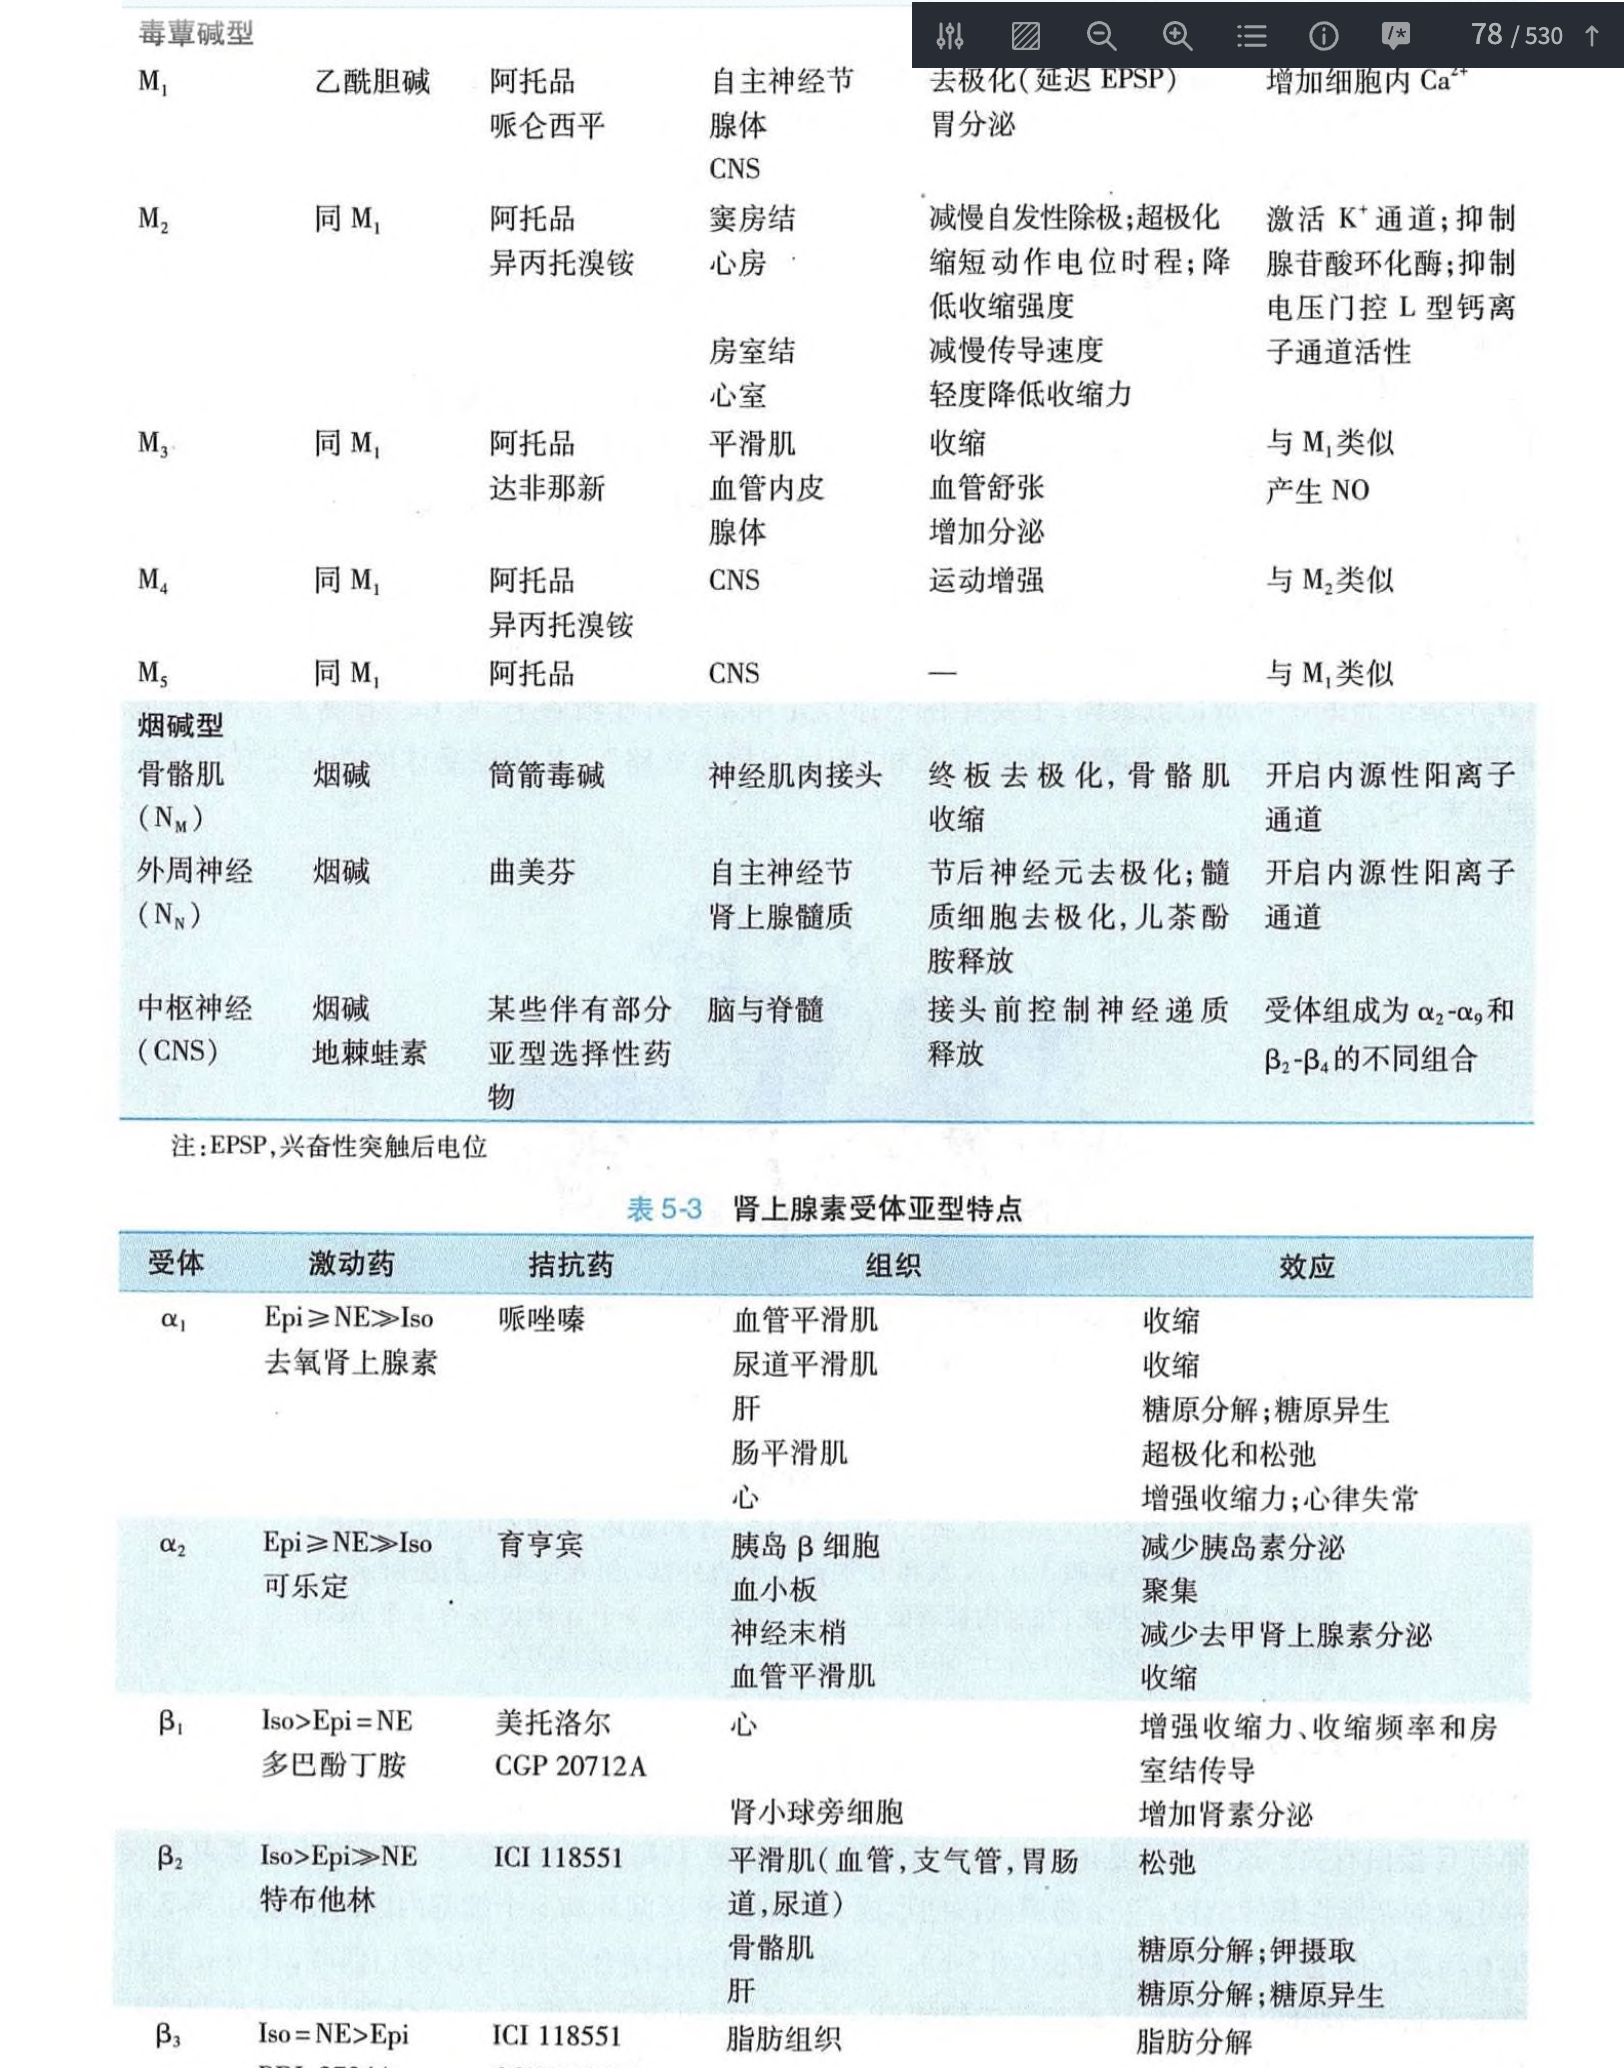 78 / 530
毒蕈碱型
M₁ 乙酰胆碱 阿托品 自主神经节 去极化(延迟 EPSP) 增加细胞内 Ca²⁺
哌仑西平 腺体 胃分泌
CNS
M₂ 同 M₁ 阿托品 窦房结 减慢自发性除极;超极化 激活 K⁺ 通道;抑制
异丙托溴铵 心房 缩短动作电位时程;降 腺苷酸环化酶;抑制
低收缩强度 电压门控 L 型钙离
房室结 减慢传导速度 子通道活性
心室 轻度降低收缩力
M₃ 同 M₁ 阿托品 平滑肌 收缩 与 M₁类似
达非那新 血管内皮 血管舒张 产生 NO
腺体 增加分泌
M₄ 同 M₁ 阿托品 CNS 运动增强 与 M₂类似
异丙托溴铵
M₅ 同 M₁ 阿托品 CNS — 与 M₁类似
烟碱型
骨骼肌 烟碱 筒箭毒碱 神经肌肉接头 终板去极化,骨骼肌 开启内源性阳离子
(Nᴍ) 收缩 通道
外周神经 烟碱 曲美芬 自主神经节 节后神经元去极化;髓 开启内源性阳离子
(Nɴ) 肾上腺髓质 质细胞去极化,儿茶酚 通道
胺释放
中枢神经 烟碱 某些伴有部分 脑与脊髓 接头前控制神经递质 受体组成为 α₂-α₉和
(CNS) 地棘蛙素 亚型选择性药 释放 β₂-β₄的不同组合
物
注:EPSP,兴奋性突触后电位
表 5-3 肾上腺素受体亚型特点
受体 激动药 拮抗药 组织 效应
α₁ Epi≥NE≫Iso 哌唑嗪 血管平滑肌 收缩
去氧肾上腺素 尿道平滑肌 收缩
肝 糖原分解;糖原异生
肠平滑肌 超极化和松弛
心 增强收缩力;心律失常
α₂ Epi≥NE≫Iso 育亨宾 胰岛 β 细胞 减少胰岛素分泌
可乐定 血小板 聚集
神经末梢 减少去甲肾上腺素分泌
血管平滑肌 收缩
β₁ Iso>Epi=NE 美托洛尔 心 增强收缩力、收缩频率和房
多巴酚丁胺 CGP 20712A 室结传导
肾小球旁细胞 增加肾素分泌
β₂ Iso>Epi≫NE ICI 118551 平滑肌(血管,支气管,胃肠 松弛
特布他林 道,尿道)
骨骼肌 糖原分解;钾摄取
肝 糖原分解;糖原异生
β₃ Iso=NE>Epi ICI 118551 脂肪组织 脂肪分解